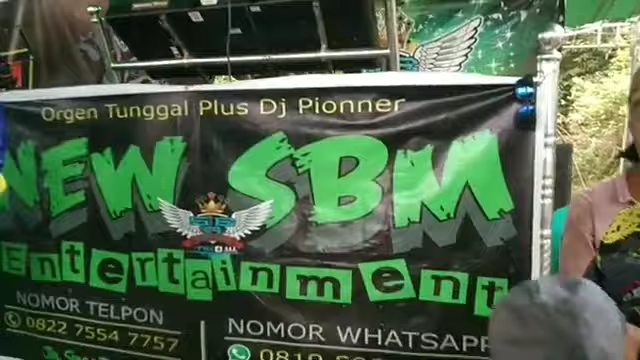 Orgen Tunggal Plus Dj Pionner
NEW SBM
Entertainment
NOMOR TELPON
0822 7554 7757
NOMOR WHATSAPP